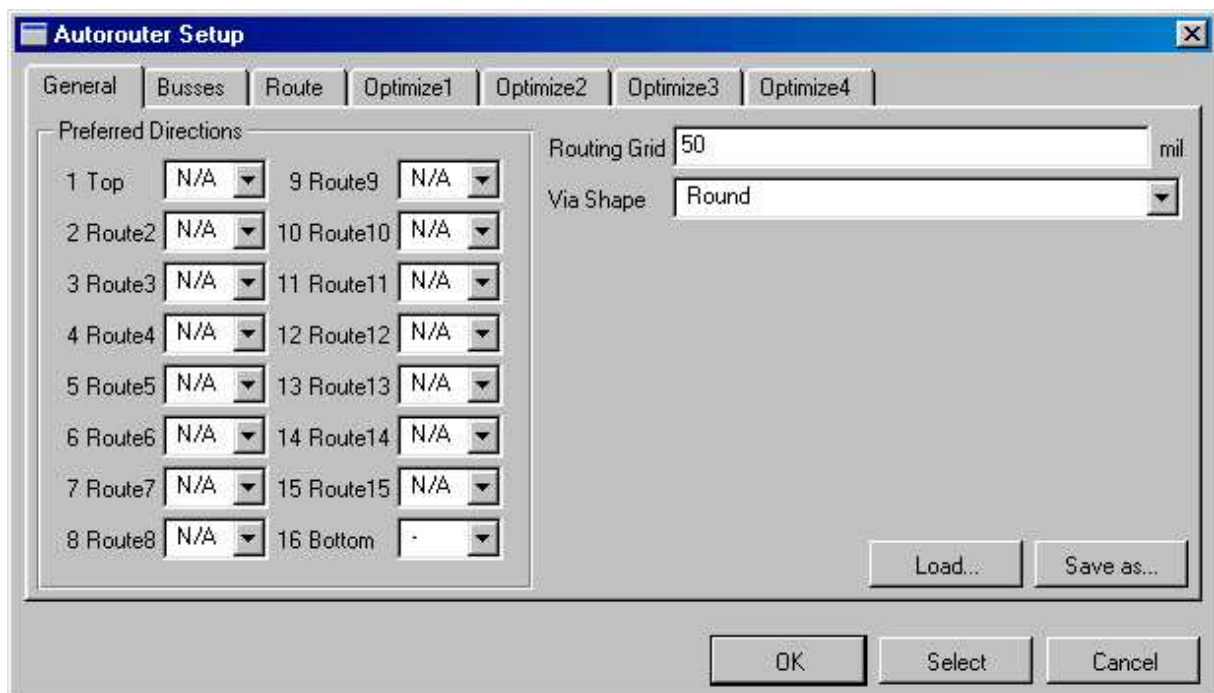 Autorouter Setup
General Busses Route Optimize1 Optimize2 Optimize3 Optimize4
Preferred Directions
Routing Grid 50 mil
Via Shape Round
1 Top N/A 9 Route9 N/A
2 Route2 N/A 10 Route10 N/A
3 Route3 N/A 11 Route11 N/A
4 Route4 N/A 12 Route12 N/A
5 Route5 N/A 13 Route13 N/A
6 Route6 N/A 14 Route14 N/A
7 Route7 N/A 15 Route15 N/A
8 Route8 N/A 16 Bottom -
Load... Save as...
OK Select Cancel